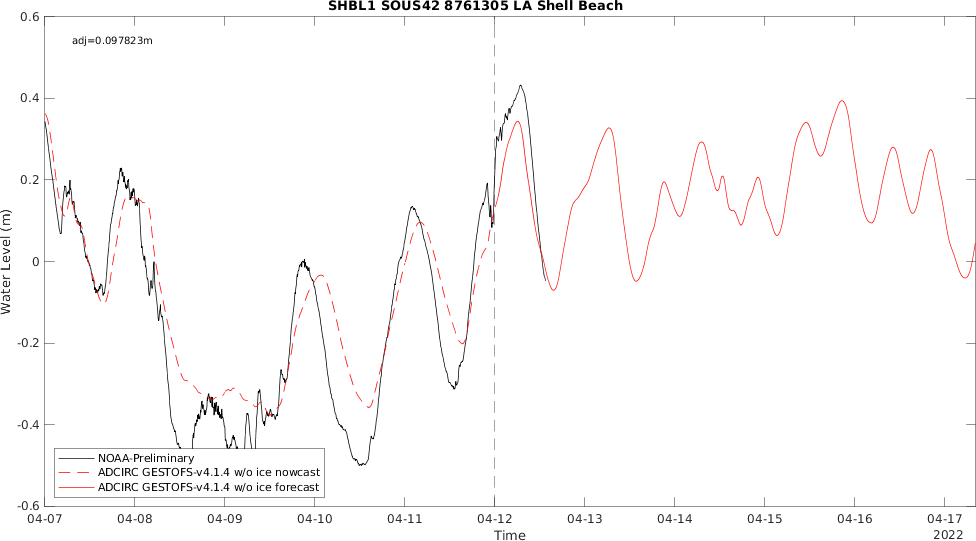 SHBL1 SOUS42 8761305 LA Shell Beach
adj=0.097823m
0.6
0.4
0.2
0
-0.2
-0.4
-0.6
Water Level (m)
NOAA-Preliminary
ADCIRC GESTOFS-v4.1.4 w/o ice nowcast
ADCIRC GESTOFS-v4.1.4 w/o ice forecast
04-07 04-08 04-09 04-10 04-11 04-12 04-13 04-14 04-15 04-16 04-17
Time
2022